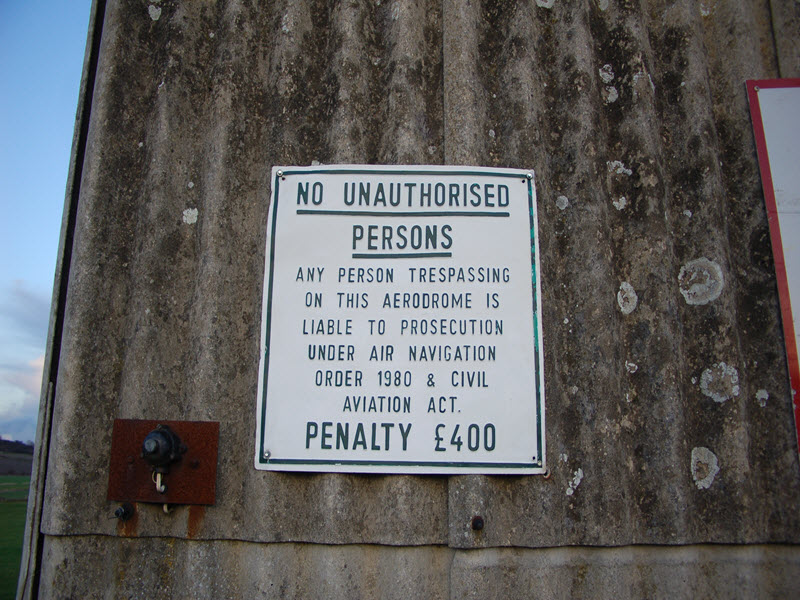 NO UNAUTHORISED
PERSONS
ANY PERSON TRESPASSING
ON THIS AERODROME IS
LIABLE TO PROSECUTION
UNDER AIR NAVIGATION
ORDER 1980 & CIVIL
AVIATION ACT.
PENALTY £400